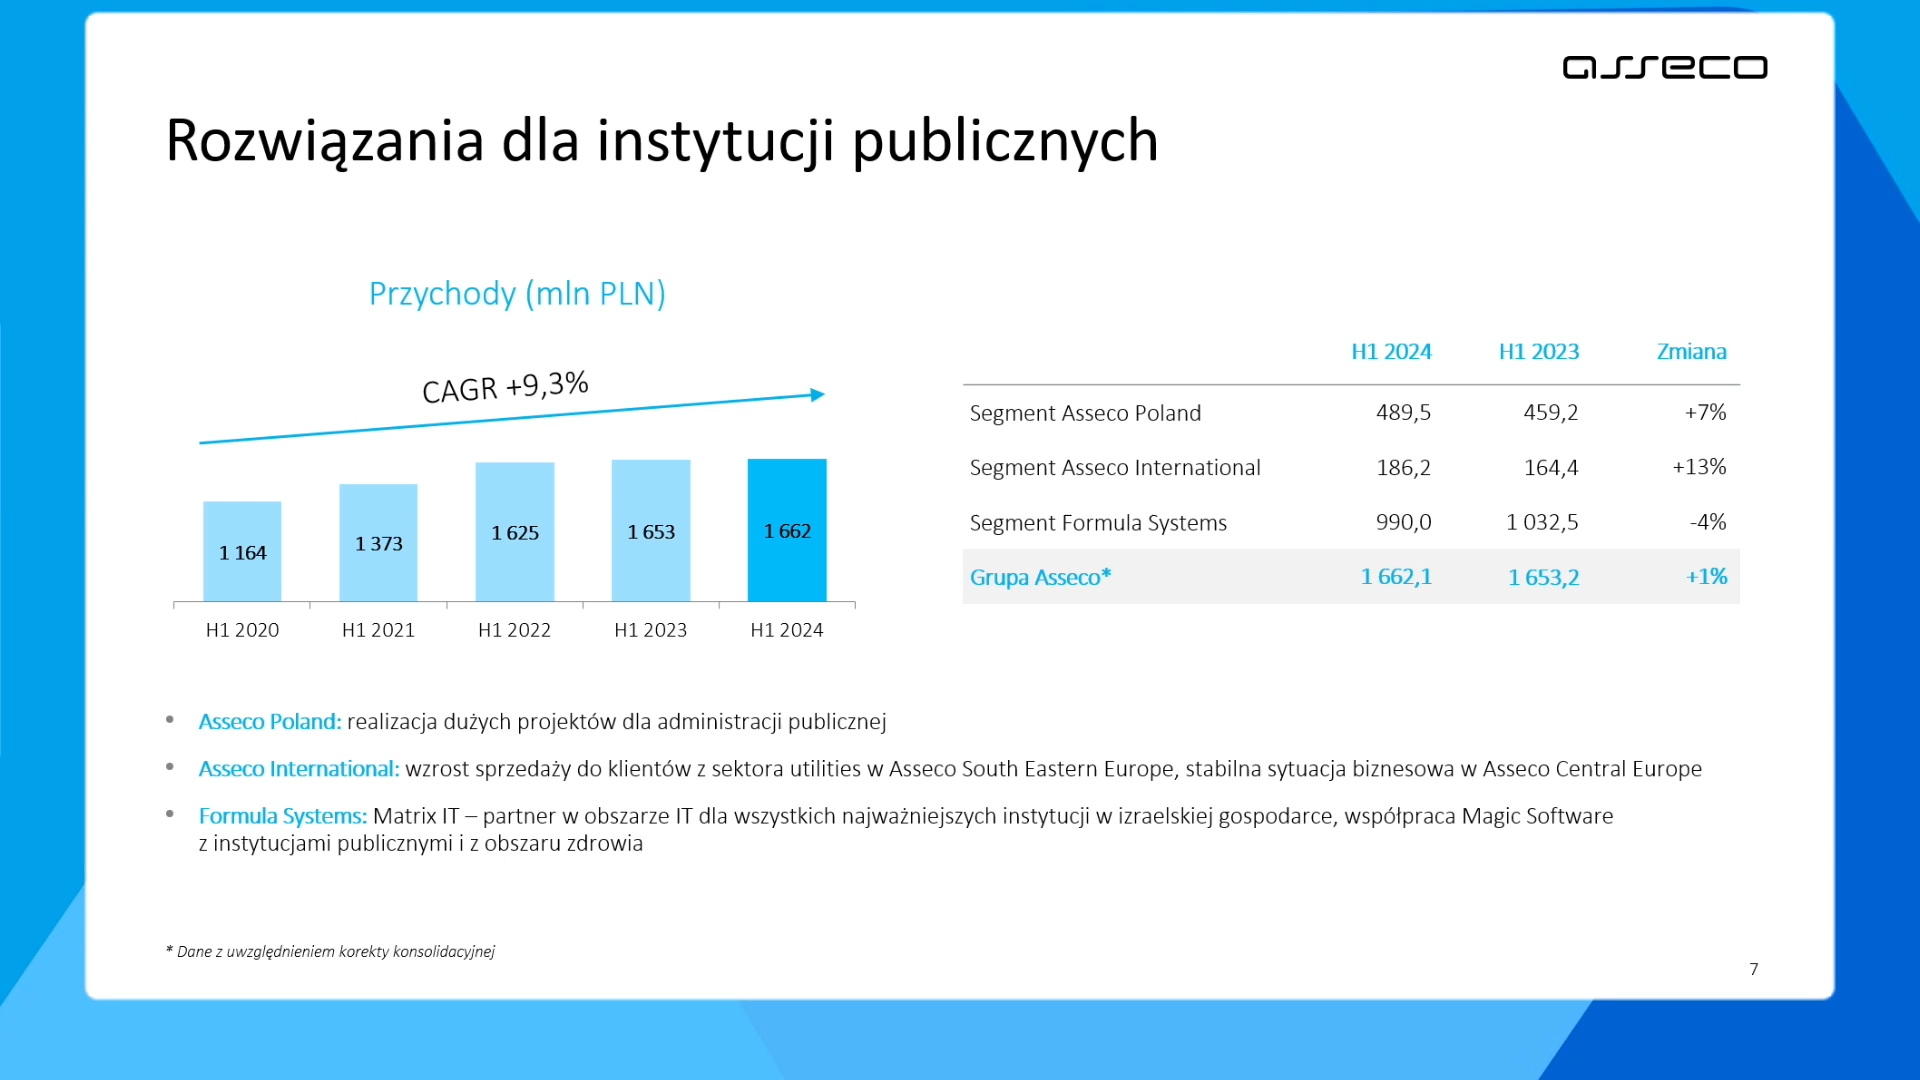 asseco
Rozwiązania dla instytucji publicznych
Przychody (mln PLN)
CAGR +9,3%
1 164
1 373
1 625
1 653
1 662
H1 2020
H1 2021
H1 2022
H1 2023
H1 2024
H1 2024 H1 2023 Zmiana
Segment Asseco Poland 489,5 459,2 +7%
Segment Asseco International 186,2 164,4 +13%
Segment Formula Systems 990,0 1 032,5 -4%
Grupa Asseco* 1 662,1 1 653,2 +1%
• Asseco Poland: realizacja dużych projektów dla administracji publicznej
• Asseco International: wzrost sprzedaży do klientów z sektora utilities w Asseco South Eastern Europe, stabilna sytuacja biznesowa w Asseco Central Europe
• Formula Systems: Matrix IT – partner w obszarze IT dla wszystkich najważniejszych instytucji w izraelskiej gospodarce, współpraca Magic Software
z instytucjami publicznymi i z obszaru zdrowia
* Dane z uwzględnieniem korekty konsolidacyjnej
7